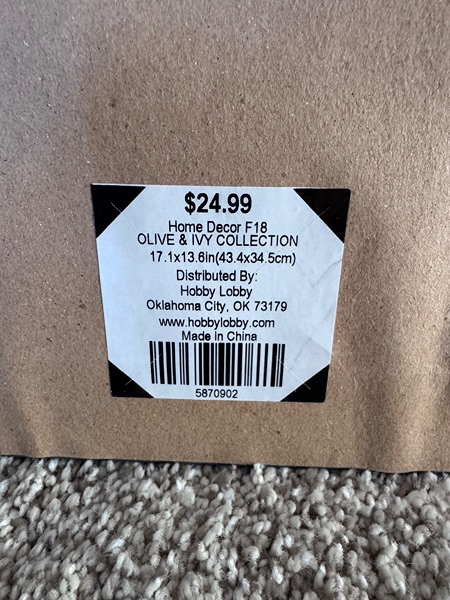 $24.99
Home Decor F18
OLIVE & IVY COLLECTION
17.1x13.6in(43.4x34.5cm)
Distributed By:
Hobby Lobby
Oklahoma City, OK 73179
www.hobbylobby.com
Made in China
5870902